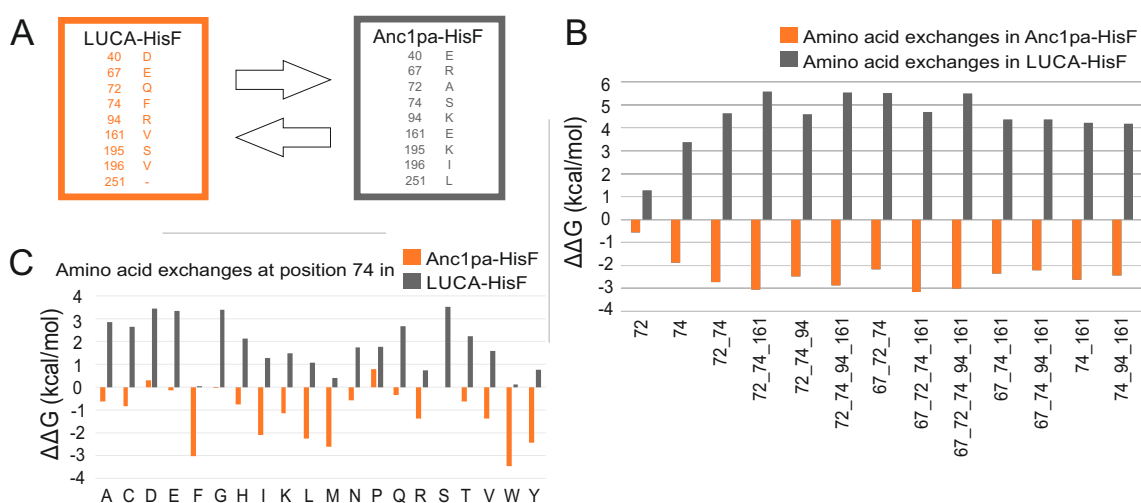 A
LUCA-HisF
40 D
67 E
72 Q
74 F
94 R
161 V
195 S
196 V
251 -
Anc1pa-HisF
40 E
67 R
72 A
74 S
94 K
161 E
195 K
196 I
251 L
B
Amino acid exchanges in Anc1pa-HisF
Amino acid exchanges in LUCA-HisF
ΔΔG (kcal/mol)
6
5
4
3
2
1
0
-1
-2
-3
-4
72
74
72_74
72_74_161
72_74_94
72_74_94_161
67_72_74
67_72_74_161
67_72_74_94_161
67_74_161
67_74_94_161
74_161
74_94_161
C
Amino acid exchanges at position 74 in
Anc1pa-HisF
LUCA-HisF
ΔΔG (kcal/mol)
4
3
2
1
0
-1
-2
-3
-4
A C D E F G H I K L M N P Q R S T V W Y